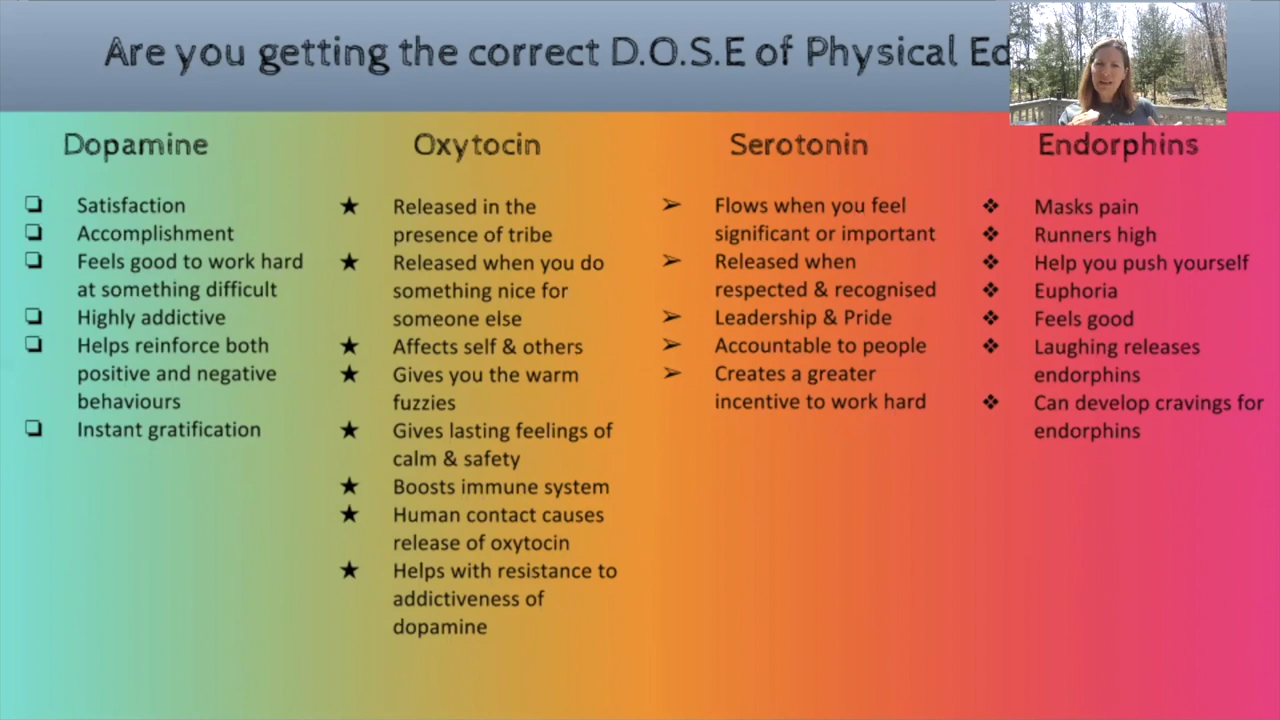 Are you getting the correct D.O.S.E of Physical Ed
Dopamine
Satisfaction
Accomplishment
Feels good to work hard
at something difficult
Highly addictive
Helps reinforce both
positive and negative
behaviours
Instant gratification
Oxytocin
Released in the
presence of tribe
Released when you do
something nice for
someone else
Affects self & others
Gives you the warm
fuzzies
Gives lasting feelings of
calm & safety
Boosts immune system
Human contact causes
release of oxytocin
Helps with resistance to
addictiveness of
dopamine
Serotonin
Flows when you feel
significant or important
Released when
respected & recognised
Leadership & Pride
Accountable to people
Creates a greater
incentive to work hard
Endorphins
Masks pain
Runners high
Help you push yourself
Euphoria
Feels good
Laughing releases
endorphins
Can develop cravings for
endorphins